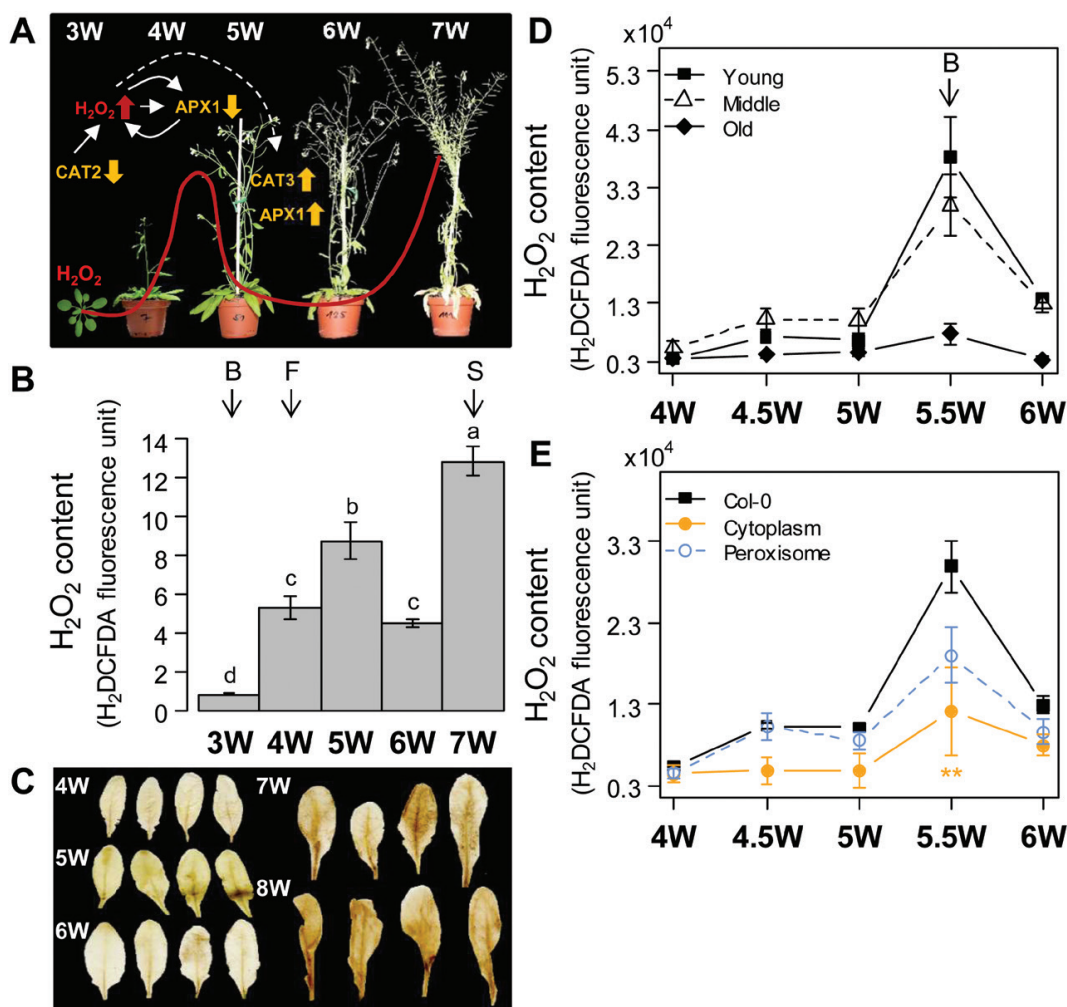 A
3W 4W 5W 6W 7W
H₂O₂ APX1
CAT2
CAT3
APX1
H₂O₂
7
B
B F S
H₂O₂ content
(H₂DCFDA fluorescence unit)
14
12
10
8
6
4
2
0
d
c
b
c
a
3W 4W 5W 6W 7W
C
4W
5W
6W
7W
8W
D
x10⁴
H₂O₂ content
(H₂DCFDA fluorescence unit)
5.3
4.3
3.3
2.3
1.3
0.3
Young
Middle
Old
B
4W 4.5W 5W 5.5W 6W
E
x10⁴
H₂O₂ content
(H₂DCFDA fluorescence unit)
3.3
2.3
1.3
0.3
Col-0
Cytoplasm
Peroxisome
**
4W 4.5W 5W 5.5W 6W